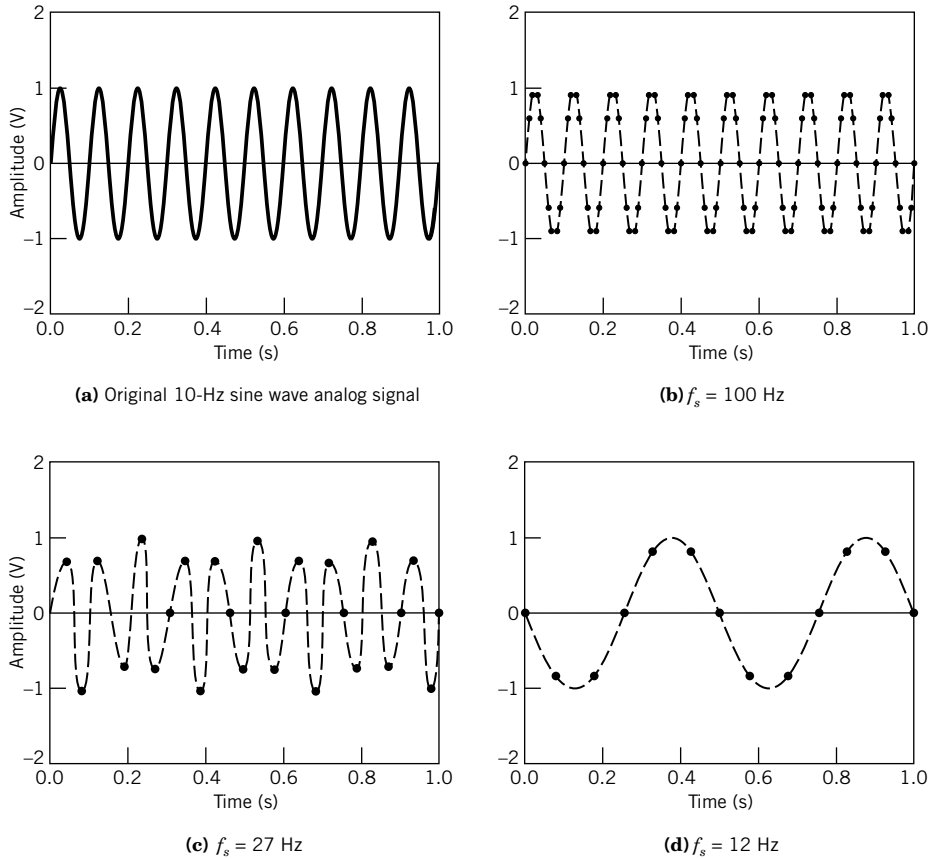 2
2
1
1
Amplitude (V)
0
0
−1
−1
−2
−2
0.0 0.2 0.4 0.6 0.8 1.0
0.0 0.2 0.4 0.6 0.8 1.0
Time (s)
Time (s)
(a) Original 10-Hz sine wave analog signal
(b) fs = 100 Hz
2
2
1
1
Amplitude (V)
0
0
−1
−1
−2
−2
0.0 0.2 0.4 0.6 0.8 1.0
0.0 0.2 0.4 0.6 0.8 1.0
Time (s)
Time (s)
(c) fs = 27 Hz
(d) fs = 12 Hz